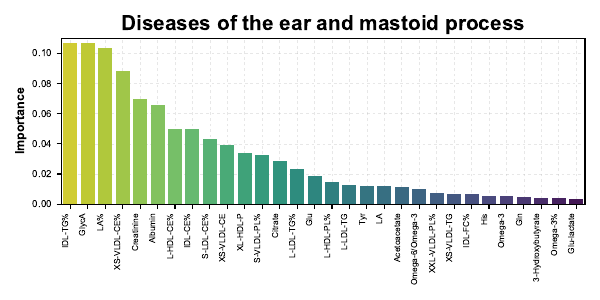 Diseases of the ear and mastoid process
Importance
0.10
0.08
0.06
0.04
0.02
0.00
IDL-TG%
GlycA
LA%
XS-VLDL-CE%
Creatinine
Albumin
L-HDL-CE%
IDL-CE%
S-LDL-CE%
XS-VLDL-CE
XL-HDL-P
S-VLDL-PL%
Citrate
L-LDL-TG%
Glu
L-HDL-PL%
L-LDL-TG
Tyr
LA
Acetoacetate
Omega-6/Omega-3
XXL-VLDL-PL%
XS-VLDL-TG
IDL-FC%
His
Omega-3
Gln
3-Hydroxybutyrate
Omega-3%
Glu-lactate